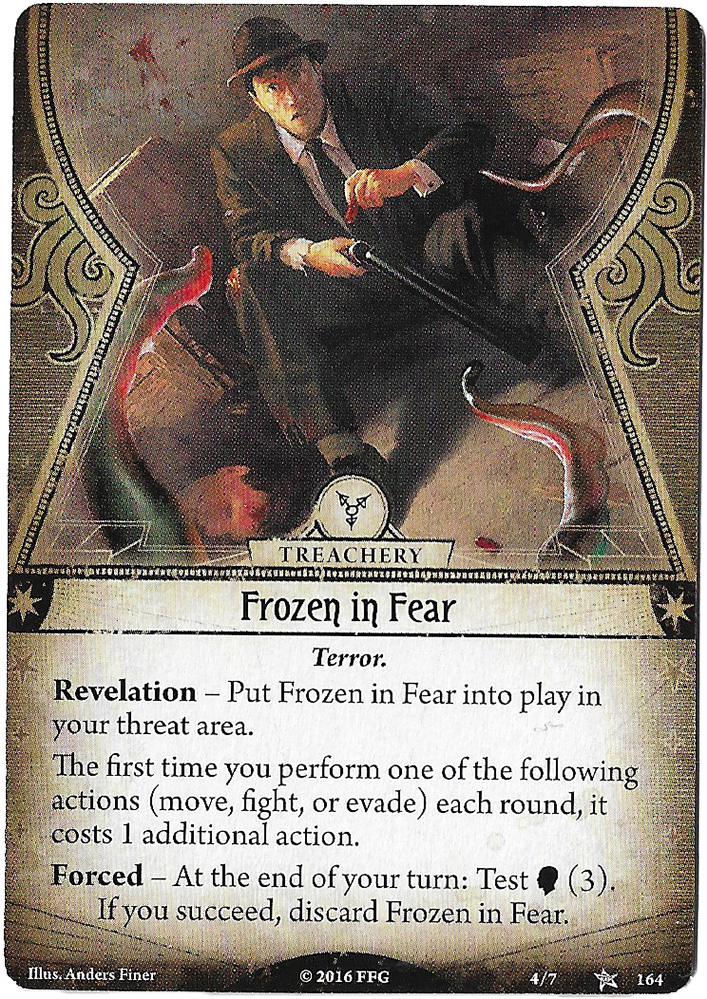 TREACHERY
Frozen in Fear
Terror.
Revelation – Put Frozen in Fear into play in
your threat area.
The first time you perform one of the following
actions (move, fight, or evade) each round, it
costs 1 additional action.
Forced – At the end of your turn: Test (3).
If you succeed, discard Frozen in Fear.
Illus. Anders Finer © 2016 FFG 4/7 164